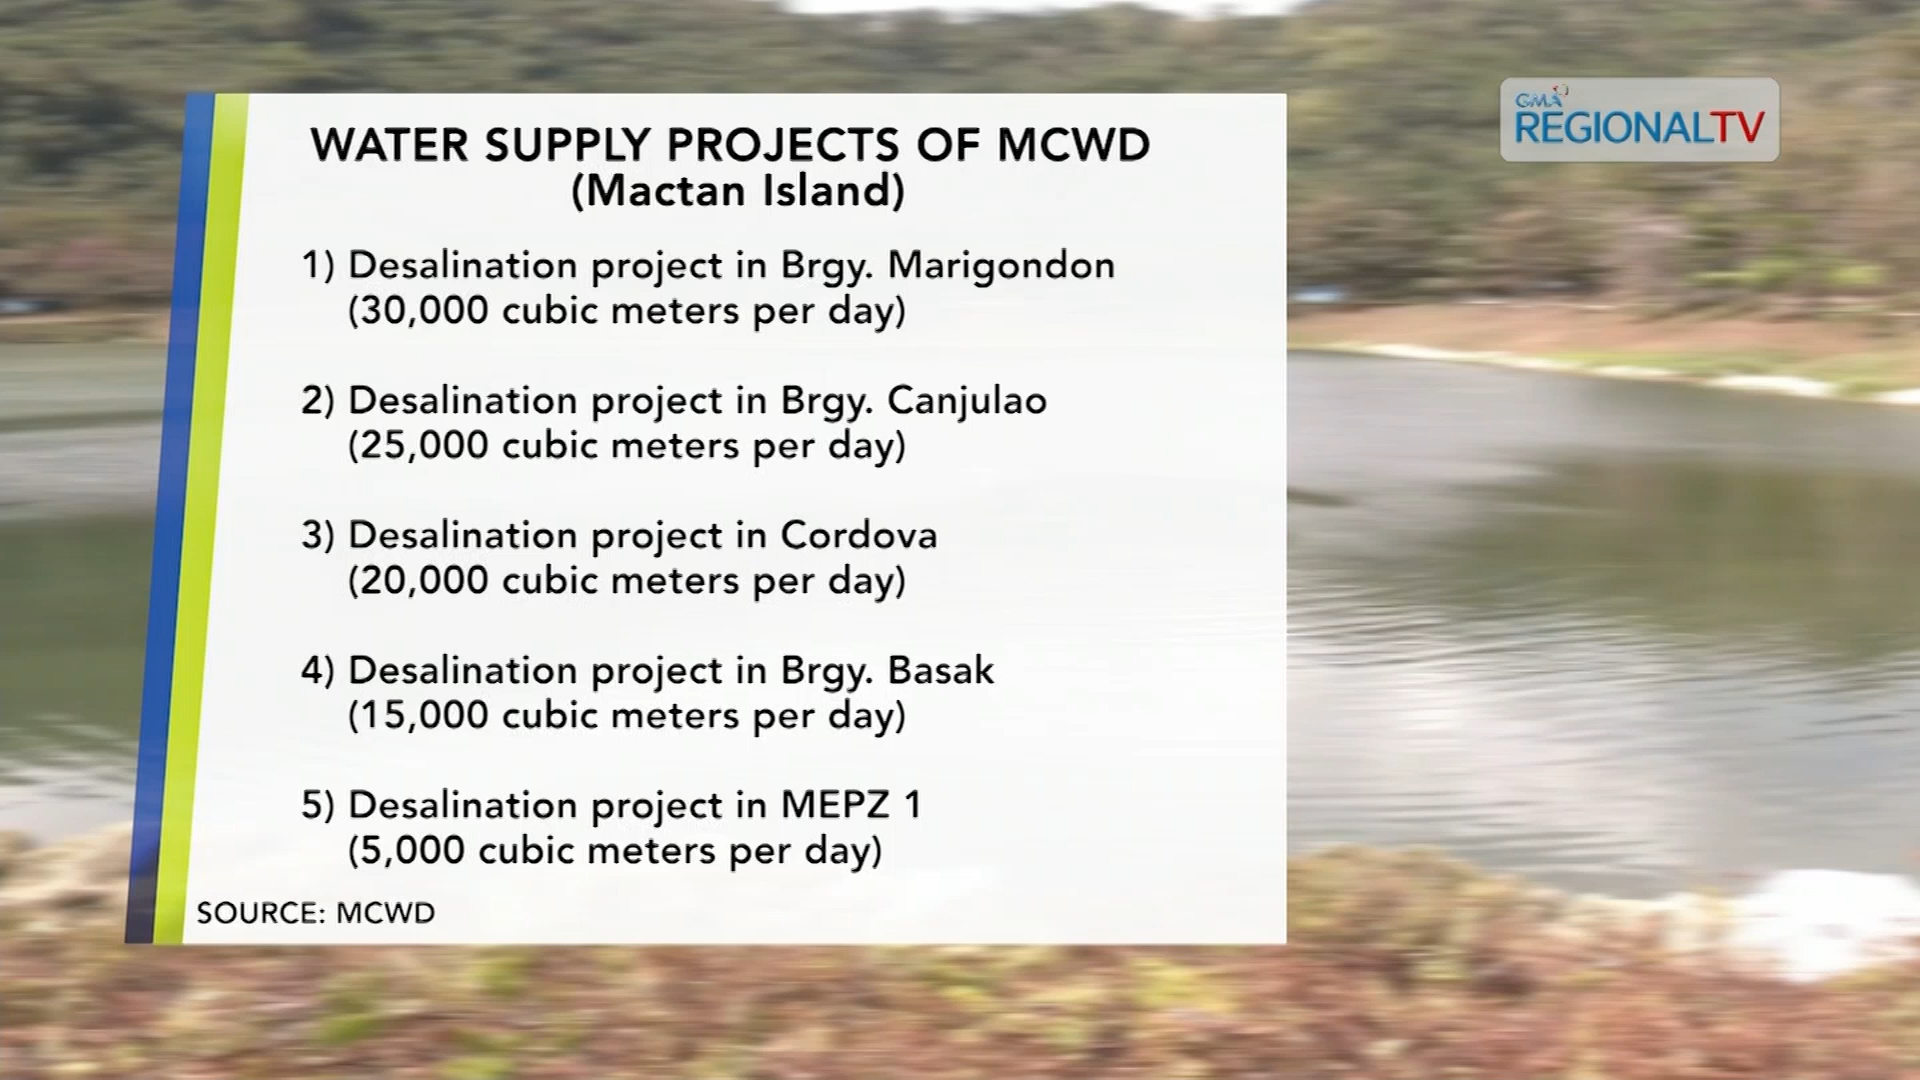 WATER SUPPLY PROJECTS OF MCWD
(Mactan Island)
1) Desalination project in Brgy. Marigondon
(30,000 cubic meters per day)
2) Desalination project in Brgy. Canjulao
(25,000 cubic meters per day)
3) Desalination project in Cordova
(20,000 cubic meters per day)
4) Desalination project in Brgy. Basak
(15,000 cubic meters per day)
5) Desalination project in MEPZ 1
(5,000 cubic meters per day)
SOURCE: MCWD
GMA
REGIONALTV